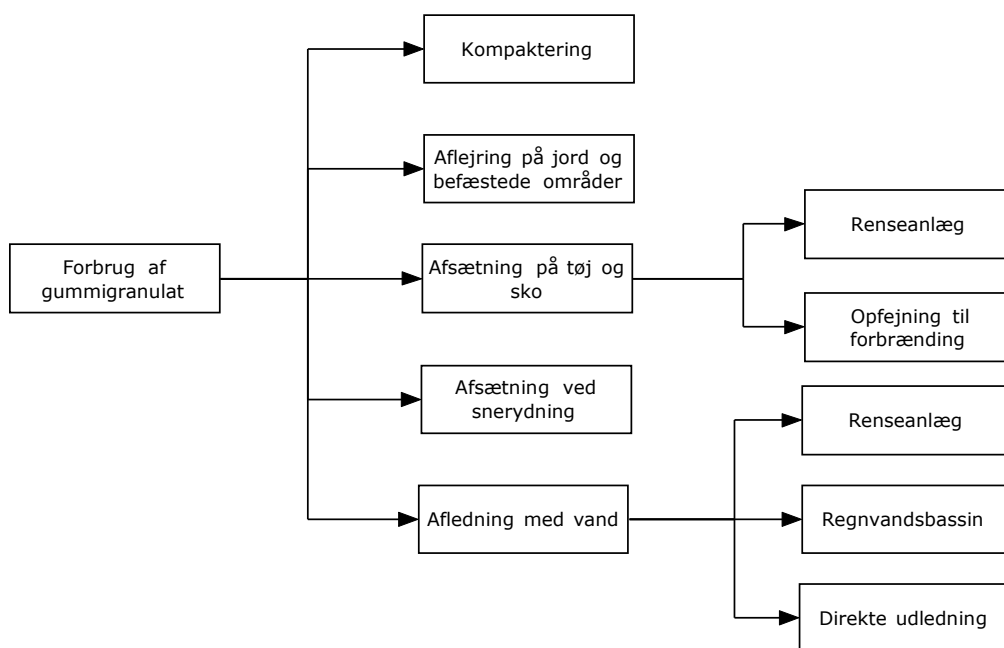 Kompaktering
Aflejring på jord og
befæstede områder
Forbrug af
gummigranulat
Afsætning på tøj og
sko
Renseanlæg
Opfejning til
forbrænding
Afsætning ved
snerydning
Afledning med vand
Renseanlæg
Regnvandsbassin
Direkte udledning